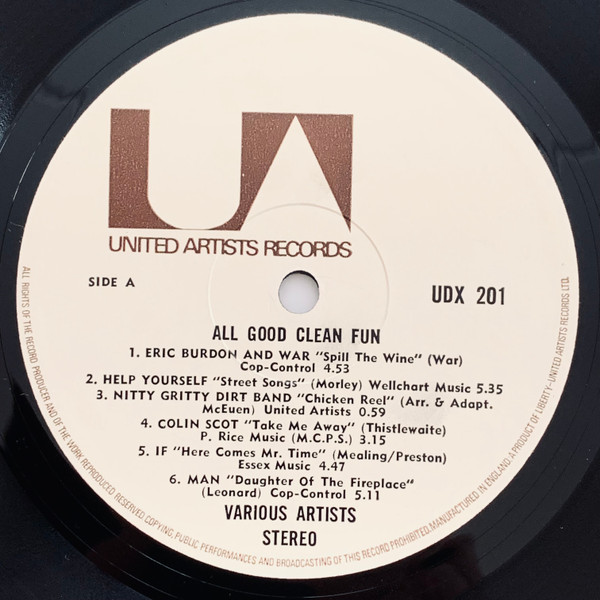 UA
UNITED ARTISTS RECORDS
SIDE A
UDX 201
ALL GOOD CLEAN FUN
1. ERIC BURDON AND WAR "Spill The Wine" (War)
Cop-Control 4.53
2. HELP YOURSELF "Street Songs" (Morley) Wellchart Music 5.35
3. NITTY GRITTY DIRT BAND "Chicken Reel" (Arr. & Adapt.
McEuen) United Artists 0.59
4. COLIN SCOT "Take Me Away" (Thistlewaite)
P. Rice Music (M.C.P.S.) 3.15
5. IF "Here Comes Mr. Time" (Mealing/Preston)
Essex Music 4.47
6. MAN "Daughter Of The Fireplace"
(Leonard) Cop-Control 5.11
VARIOUS ARTISTS
STEREO
ALL RIGHTS OF THE RECORD PRODUCER AND OF THE WORK REPRODUCED RESERVED. COPYING, PUBLIC PERFORMANCES AND BROADCASTING OF THIS RECORD PROHIBITED. MANUFACTURED IN ENGLAND. A PRODUCT OF LIBERTY–UNITED ARTISTS RECORDS LTD.